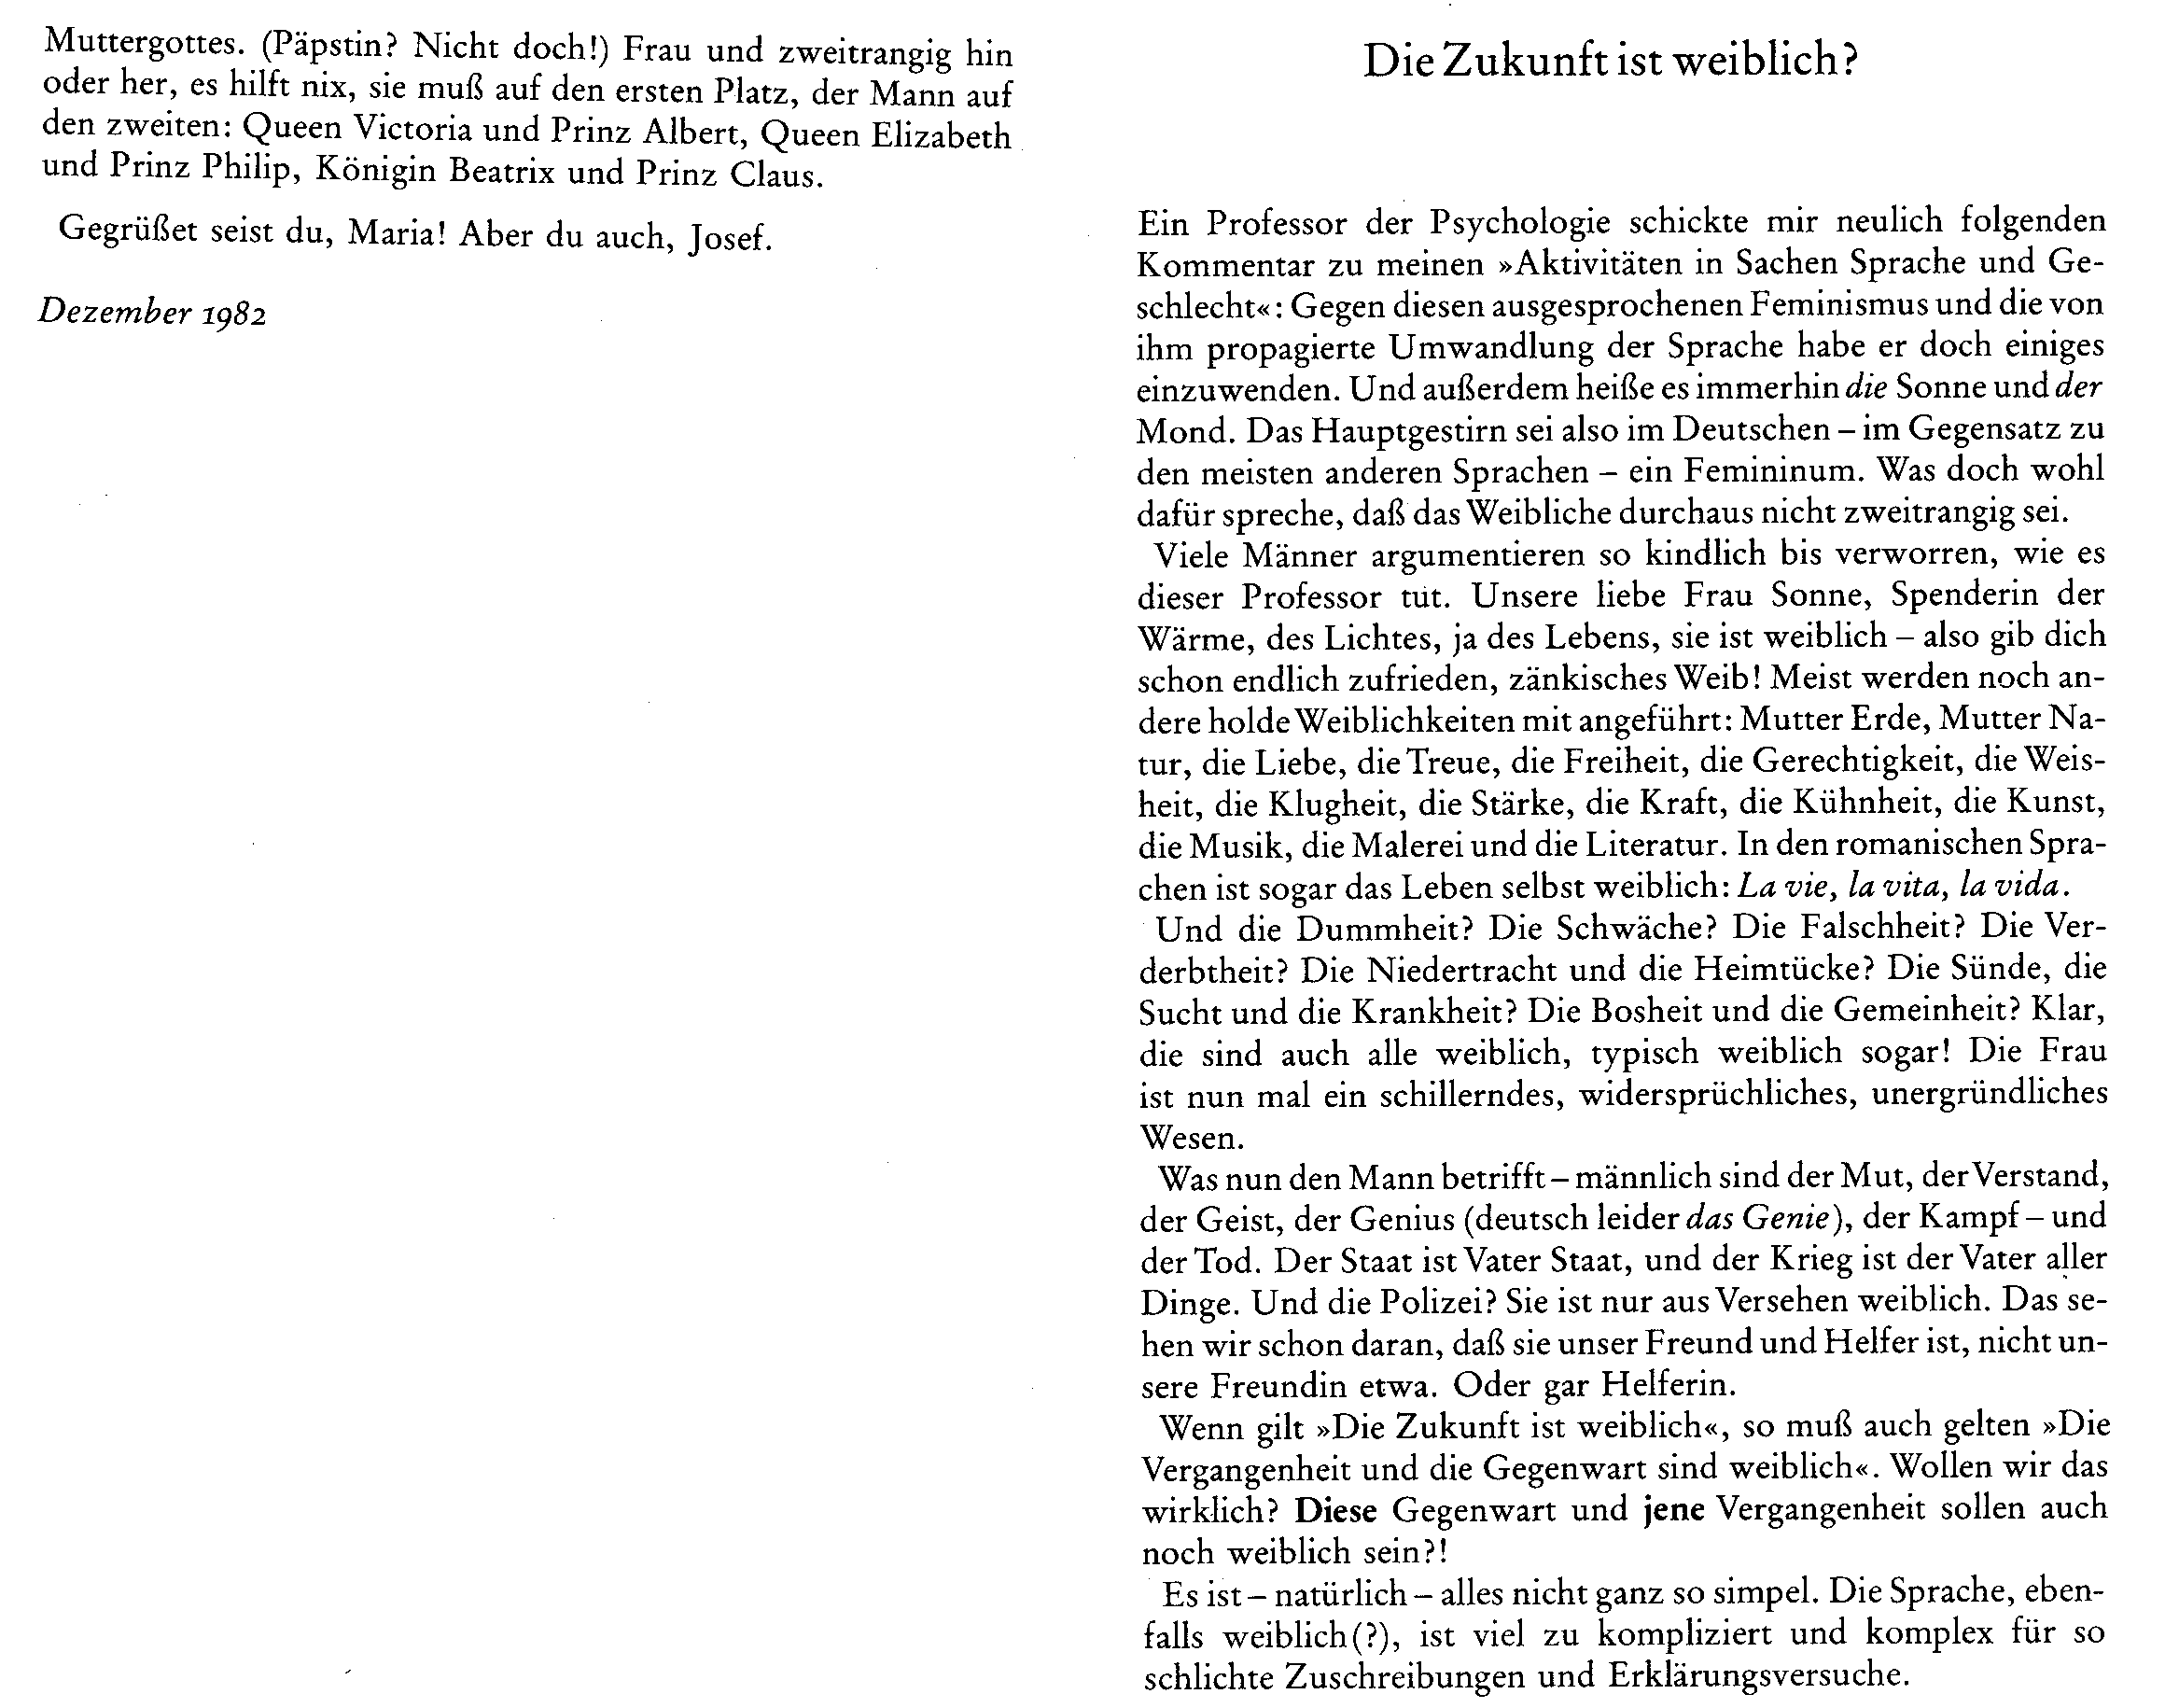 Muttergottes. (Päpstin? Nicht doch!) Frau und zweitrangig hin
oder her, es hilft nix, sie muß auf den ersten Platz, der Mann auf
den zweiten: Queen Victoria und Prinz Albert, Queen Elizabeth
und Prinz Philip, Königin Beatrix und Prinz Claus.
Gegrüßet seist du, Maria! Aber du auch, Josef.
Dezember 1982
Die Zukunft ist weiblich?
Ein Professor der Psychologie schickte mir neulich folgenden
Kommentar zu meinen »Aktivitäten in Sachen Sprache und Ge-
schlecht«: Gegen diesen ausgesprochenen Feminismus und die von
ihm propagierte Umwandlung der Sprache habe er doch einiges
einzuwenden. Und außerdem heiße es immerhin die Sonne und der
Mond. Das Hauptgestirn sei also im Deutschen – im Gegensatz zu
den meisten anderen Sprachen – ein Femininum. Was doch wohl
dafür spreche, daß das Weibliche durchaus nicht zweitrangig sei.
Viele Männer argumentieren so kindlich bis verworren, wie es
dieser Professor tut. Unsere liebe Frau Sonne, Spenderin der
Wärme, des Lichtes, ja des Lebens, sie ist weiblich – also gib dich
schon endlich zufrieden, zänkisches Weib! Meist werden noch an-
dere holde Weiblichkeiten mit angeführt: Mutter Erde, Mutter Na-
tur, die Liebe, die Treue, die Freiheit, die Gerechtigkeit, die Weis-
heit, die Klugheit, die Stärke, die Kraft, die Kühnheit, die Kunst,
die Musik, die Malerei und die Literatur. In den romanischen Spra-
chen ist sogar das Leben selbst weiblich: La vie, la vita, la vida.
Und die Dummheit? Die Schwäche? Die Falschheit? Die Ver-
derbtheit? Die Niedertracht und die Heimtücke? Die Sünde, die
Sucht und die Krankheit? Die Bosheit und die Gemeinheit? Klar,
die sind auch alle weiblich, typisch weiblich sogar! Die Frau
ist nun mal ein schillerndes, widersprüchliches, unergründliches
Wesen.
Was nun den Mann betrifft – männlich sind der Mut, der Verstand,
der Geist, der Genius (deutsch leider das Genie), der Kampf – und
der Tod. Der Staat ist Vater Staat, und der Krieg ist der Vater aller
Dinge. Und die Polizei? Sie ist nur aus Versehen weiblich. Das se-
hen wir schon daran, daß sie unser Freund und Helfer ist, nicht un-
sere Freundin etwa. Oder gar Helferin.
Wenn gilt »Die Zukunft ist weiblich«, so muß auch gelten »Die
Vergangenheit und die Gegenwart sind weiblich«. Wollen wir das
wirklich? Diese Gegenwart und jene Vergangenheit sollen auch
noch weiblich sein?!
Es ist – natürlich – alles nicht ganz so simpel. Die Sprache, eben-
falls weiblich(?), ist viel zu kompliziert und komplex für so
schlichte Zuschreibungen und Erklärungsversuche.